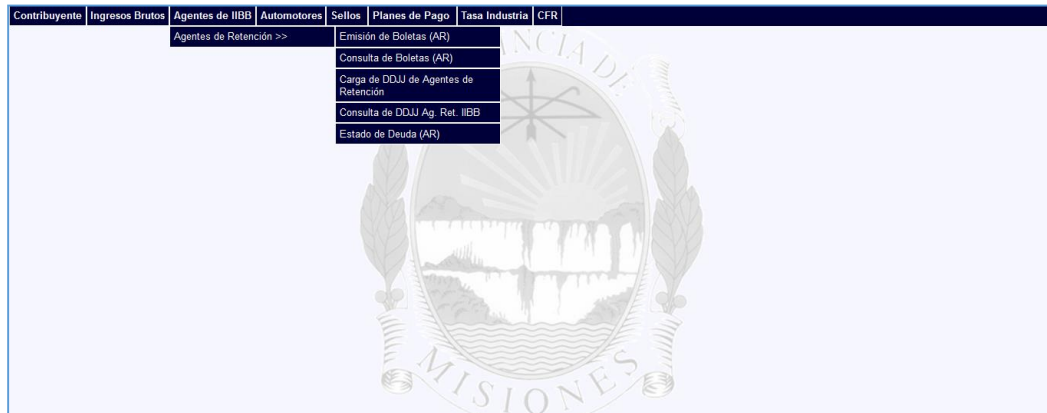 Contribuyente Ingresos Brutos Agentes de IIBB Automotores Sellos Planes de Pago Tasa Industria CFR
Agentes de Retención >>
Emisión de Boletas (AR)
Consulta de Boletas (AR)
Carga de DDJJ de Agentes de
Retención
Consulta de DDJJ Ag. Ret. IIBB
Estado de Deuda (AR)
NCIA DE
MISIONES